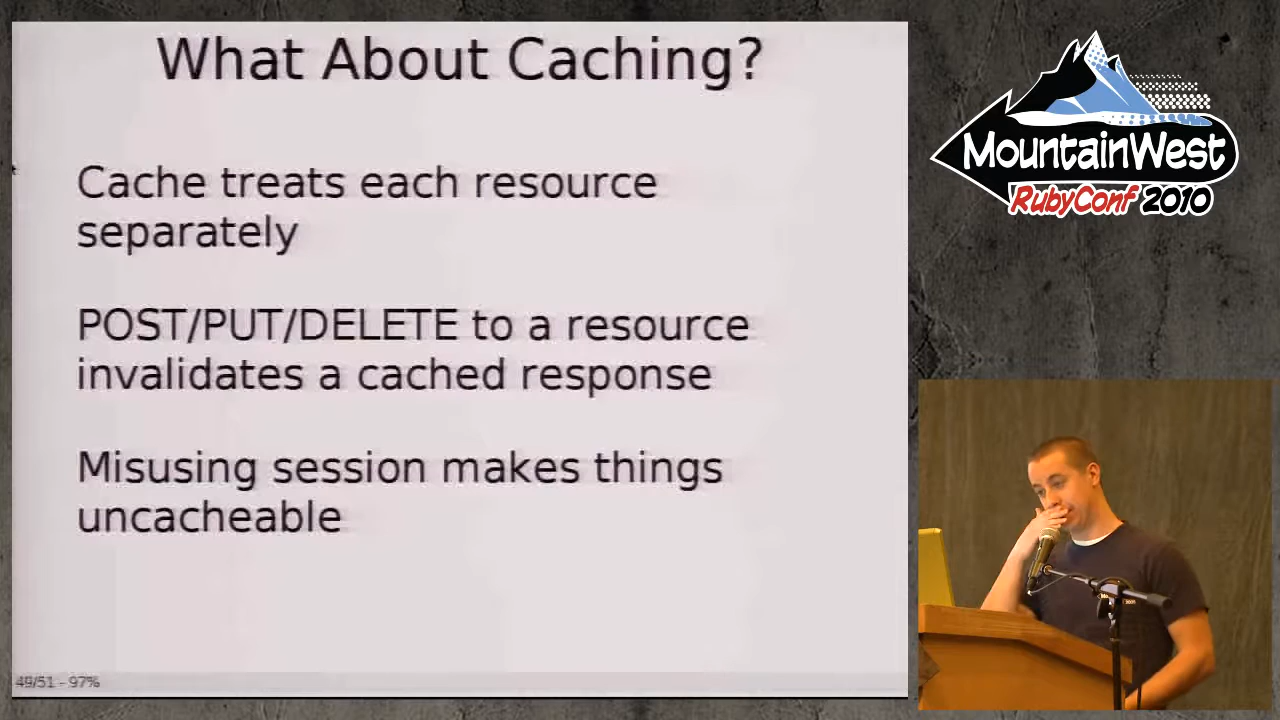 What About Caching?
Cache treats each resource
separately
POST/PUT/DELETE to a resource
invalidates a cached response
Misusing session makes things
uncacheable
49/51 - 97%
MountainWest
RubyConf 2010